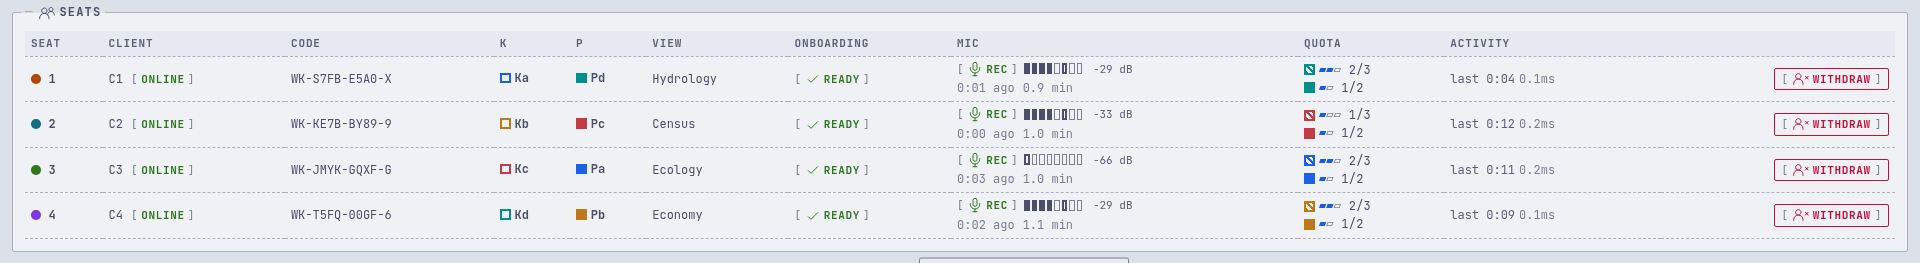 SEATS
SEAT CLIENT CODE K P VIEW ONBOARDING MIC QUOTA ACTIVITY
1 C1 [ONLINE] WK-S7FB-E5A0-X Ka Pd Hydrology [READY] [REC] -29 dB 2/3 last 0:04 0.1ms [WITHDRAW]
0:01 ago 0.9 min 1/2
2 C2 [ONLINE] WK-KE7B-BY89-9 Kb Pc Census [READY] [REC] -33 dB 1/3 last 0:12 0.2ms [WITHDRAW]
0:00 ago 1.0 min 1/2
3 C3 [ONLINE] WK-JMYK-GQXF-G Kc Pa Ecology [READY] [REC] -66 dB 2/3 last 0:11 0.2ms [WITHDRAW]
0:03 ago 1.0 min 1/2
4 C4 [ONLINE] WK-T5FQ-00GF-6 Kd Pb Economy [READY] [REC] -29 dB 2/3 last 0:09 0.1ms [WITHDRAW]
0:02 ago 1.1 min 1/2